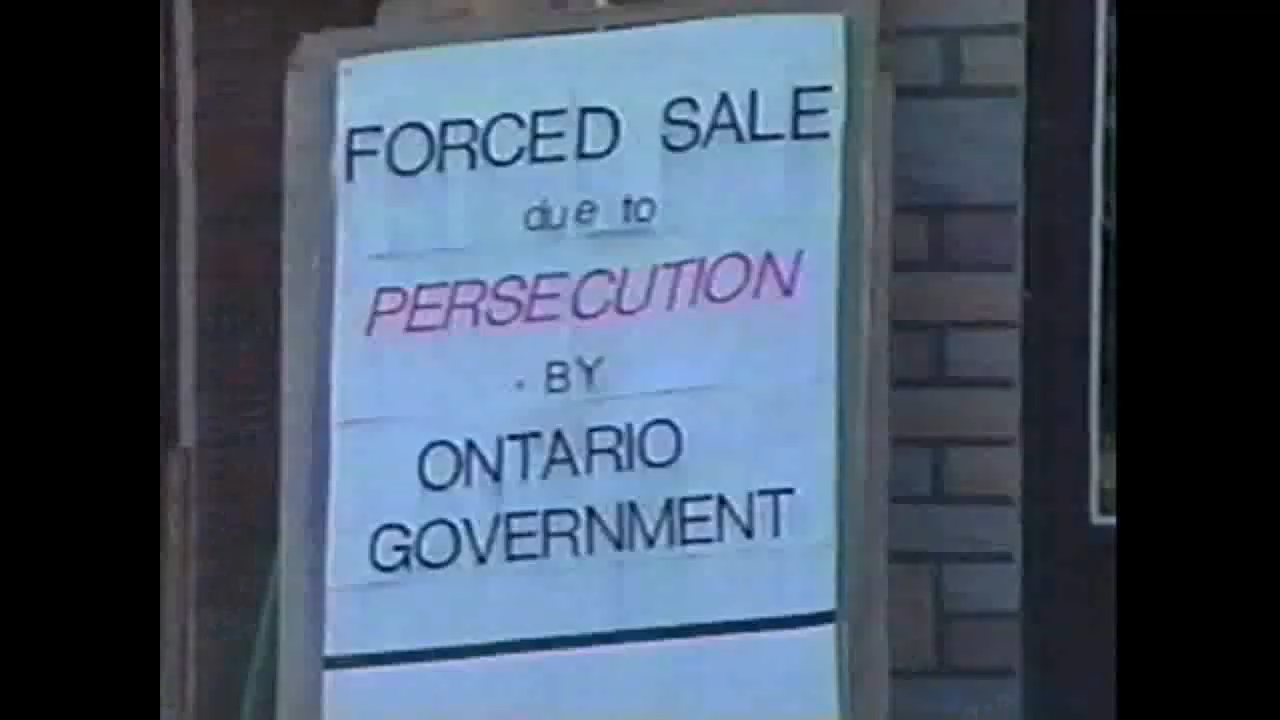 FORCED SALE
due to
PERSECUTION
BY
ONTARIO
GOVERNMENT